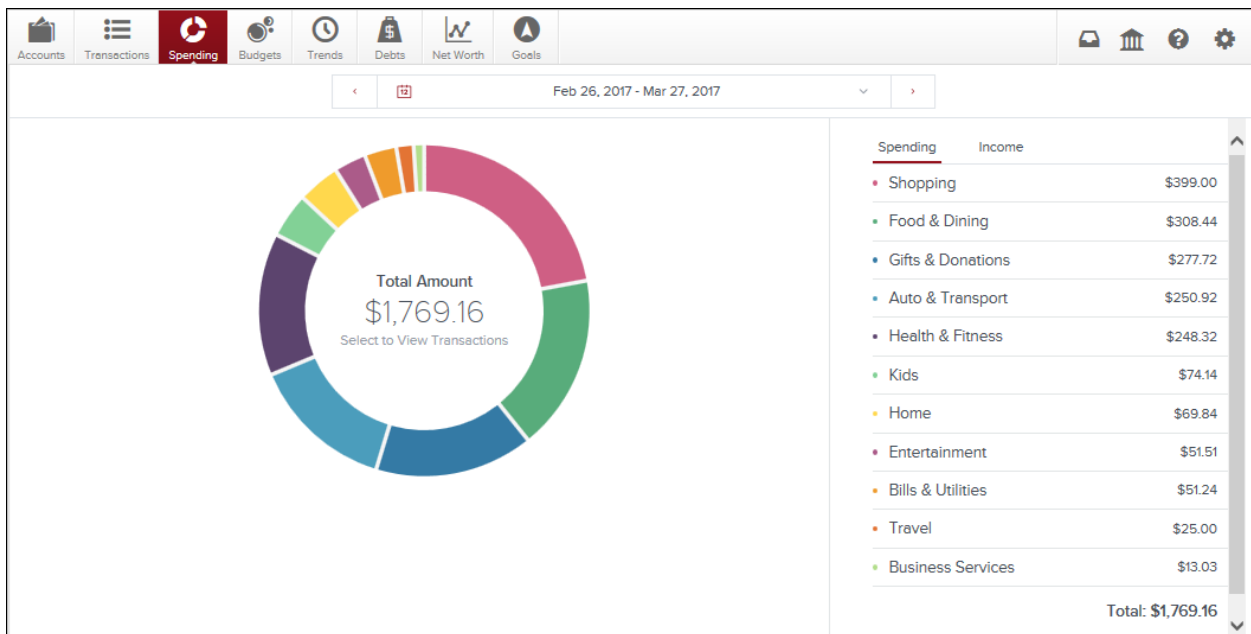 Accounts Transactions Spending Budgets Trends Debts Net Worth Goals
12 Feb 26, 2017 - Mar 27, 2017
Total Amount
$1,769.16
Select to View Transactions
Spending Income
Shopping $399.00
Food & Dining $308.44
Gifts & Donations $277.72
Auto & Transport $250.92
Health & Fitness $248.32
Kids $74.14
Home $69.84
Entertainment $51.51
Bills & Utilities $51.24
Travel $25.00
Business Services $13.03
Total: $1,769.16